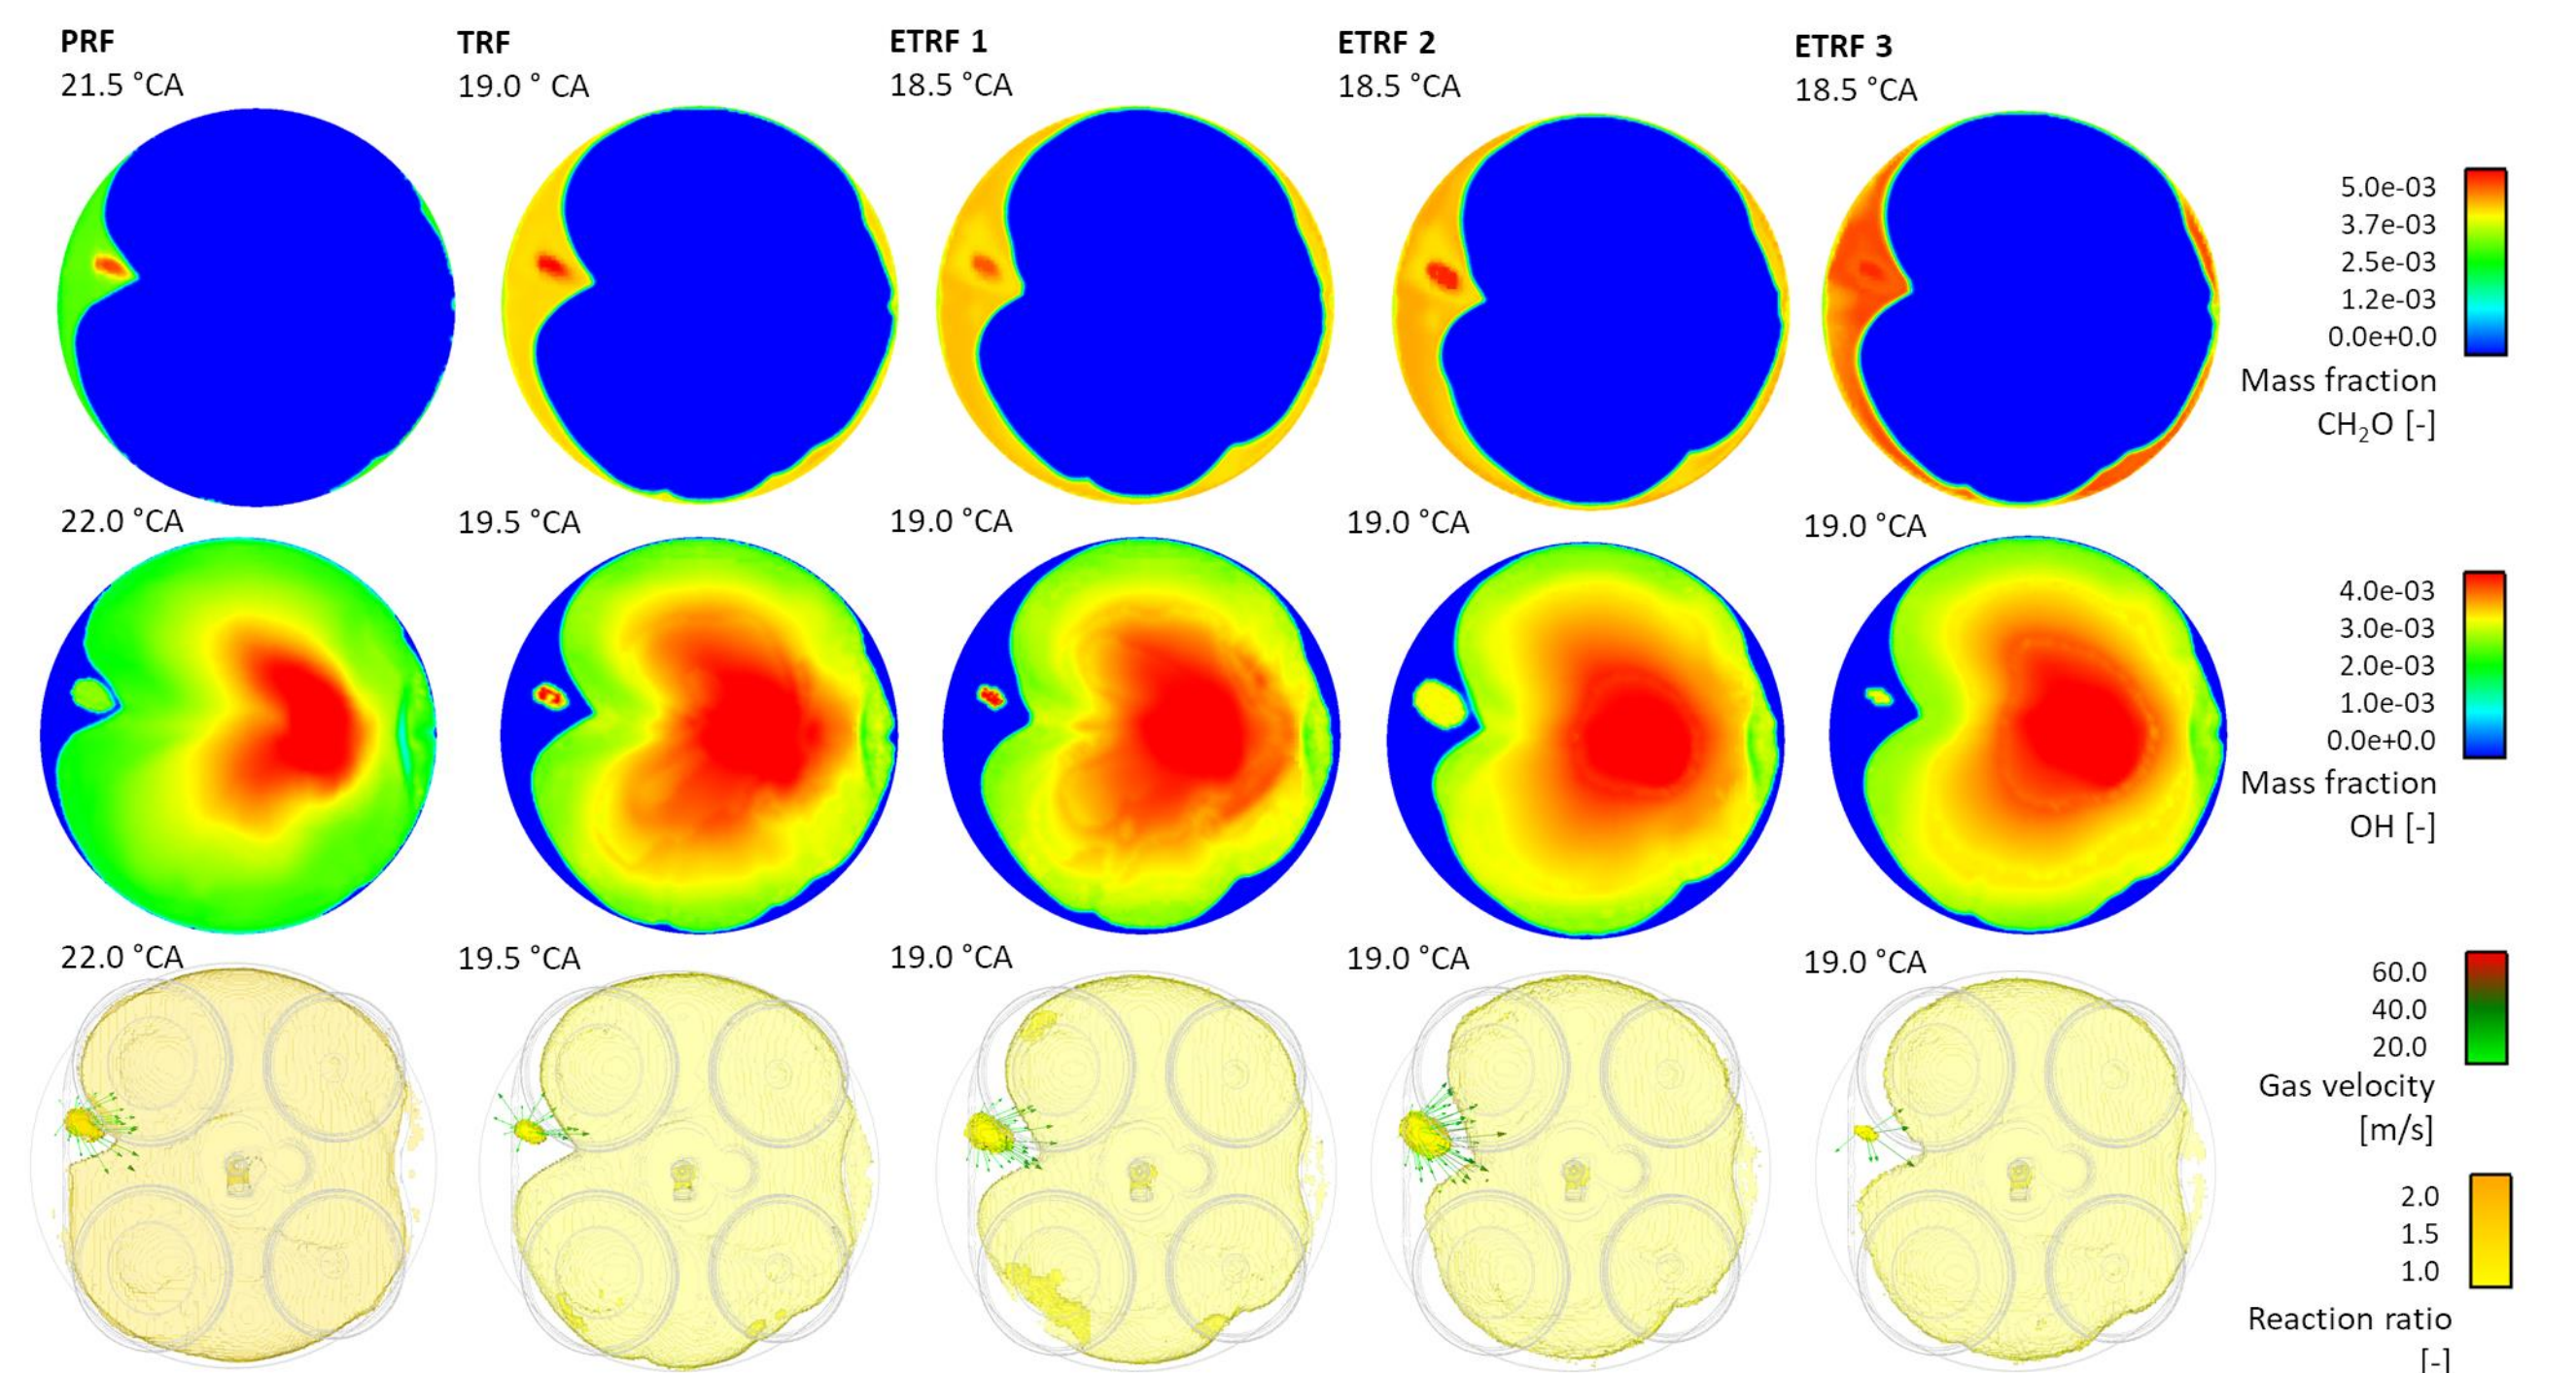 PRF
21.5 °CA
TRF
19.0 ° CA
ETRF 1
18.5 °CA
ETRF 2
18.5 °CA
ETRF 3
18.5 °CA
5.0e-03
3.7e-03
2.5e-03
1.2e-03
0.0e+0.0
Mass fraction
CH₂O [-]
22.0 °CA
19.5 °CA
19.0 °CA
19.0 °CA
19.0 °CA
4.0e-03
3.0e-03
2.0e-03
1.0e-03
0.0e+0.0
Mass fraction
OH [-]
22.0 °CA
19.5 °CA
19.0 °CA
19.0 °CA
19.0 °CA
60.0
40.0
20.0
Gas velocity
[m/s]
2.0
1.5
1.0
Reaction ratio
[-]